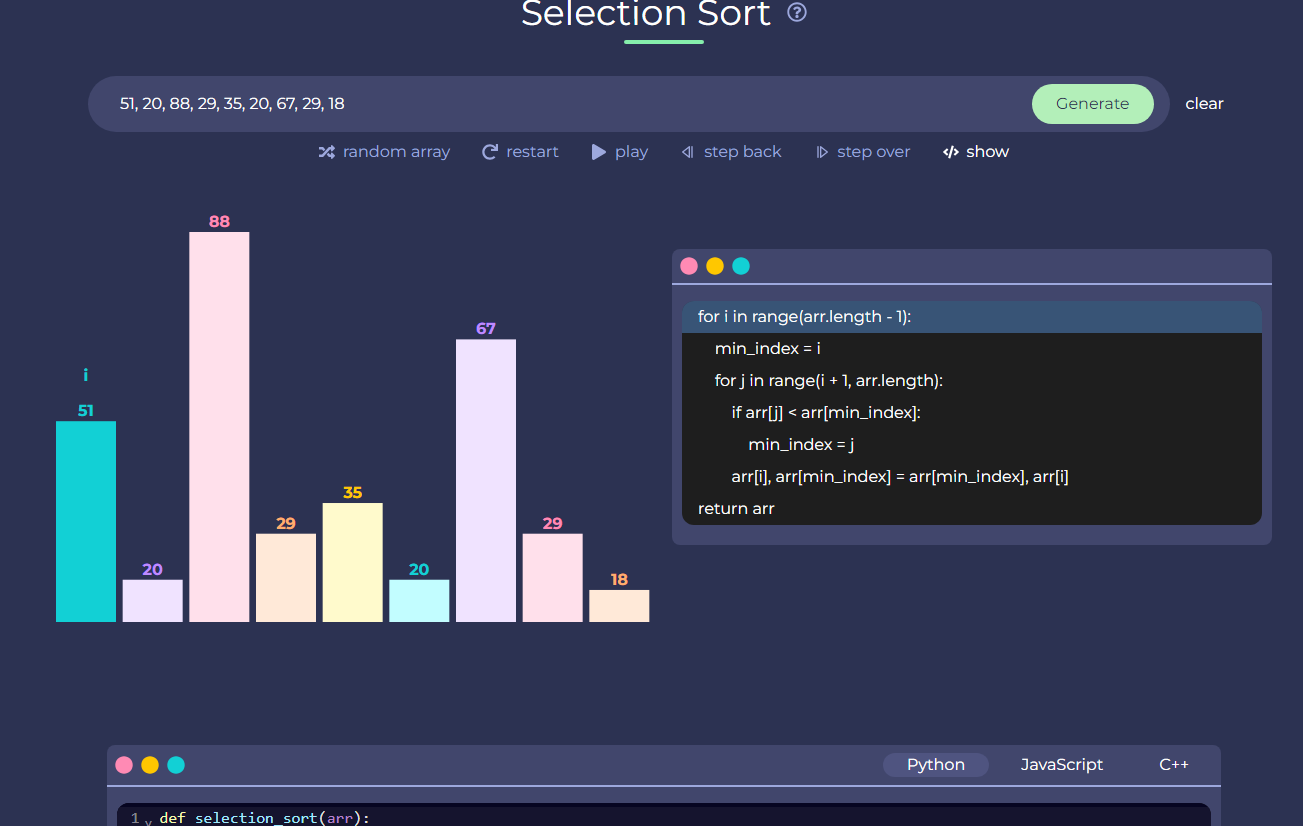 Selection Sort ?
51, 20, 88, 29, 35, 20, 67, 29, 18
Generate
clear
random array
restart
play
step back
step over
</> show
88
67
i
51
35
29
29
20
20
18
for i in range(arr.length - 1):
min_index = i
for j in range(i + 1, arr.length):
if arr[j] < arr[min_index]:
min_index = j
arr[i], arr[min_index] = arr[min_index], arr[i]
return arr
Python
JavaScript
C++
1 def selection_sort(arr):